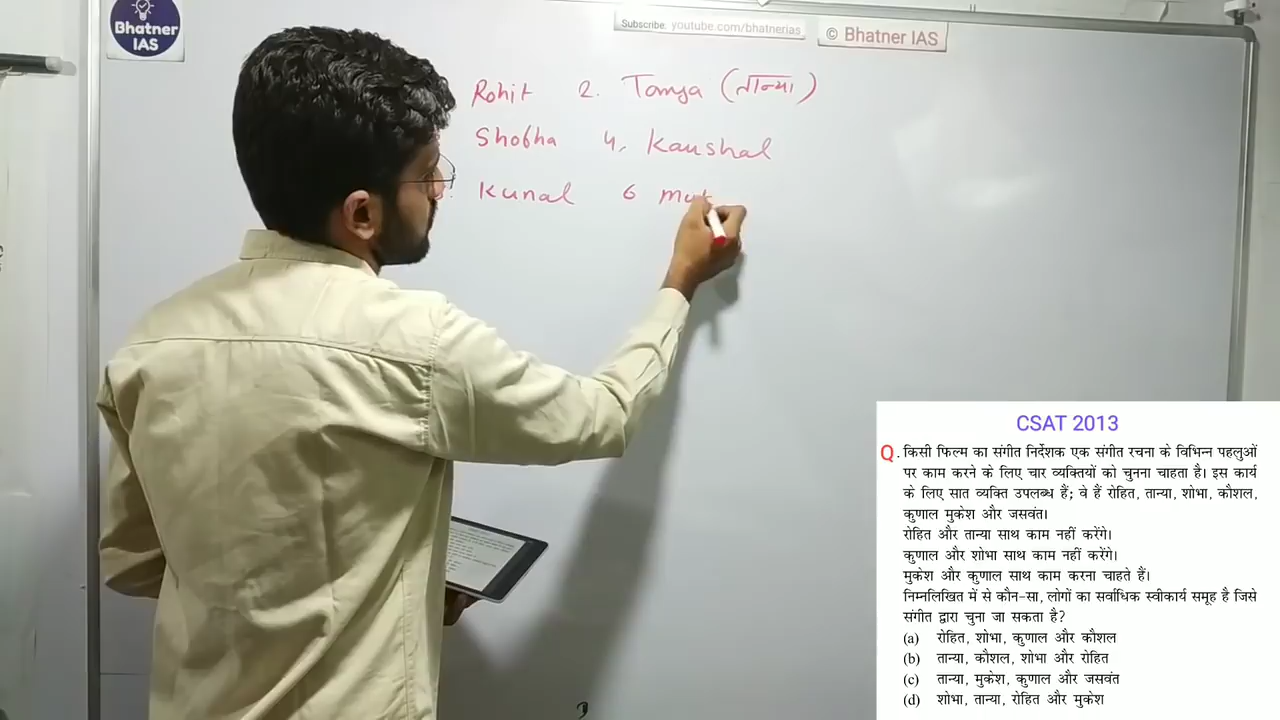 Bhatner
IAS
Subscribe: youtube.com/bhatnerias
© Bhatner IAS
Rohit 2. Tanya (तान्या)
Shobha 4, Kaushal
Kunal 6 Muk
CSAT 2013
Q. किसी फिल्म का संगीत निर्देशक एक संगीत रचना के विभिन्न पहलुओं
पर काम करने के लिए चार व्यक्तियों को चुनना चाहता है। इस कार्य
के लिए सात व्यक्ति उपलब्ध हैं; वे हैं रोहित, तान्या, शोभा, कौशल,
कुणाल मुकेश और जसवंत।
रोहित और तान्या साथ काम नहीं करेंगे।
कुणाल और शोभा साथ काम नहीं करेंगे।
मुकेश और कुणाल साथ काम करना चाहते हैं।
निम्नलिखित में से कौन-सा, लोगों का सर्वाधिक स्वीकार्य समूह है जिसे
संगीत द्वारा चुना जा सकता है?
(a) रोहित, शोभा, कुणाल और कौशल
(b) तान्या, कौशल, शोभा और रोहित
(c) तान्या, मुकेश, कुणाल और जसवंत
(d) शोभा, तान्या, रोहित और मुकेश